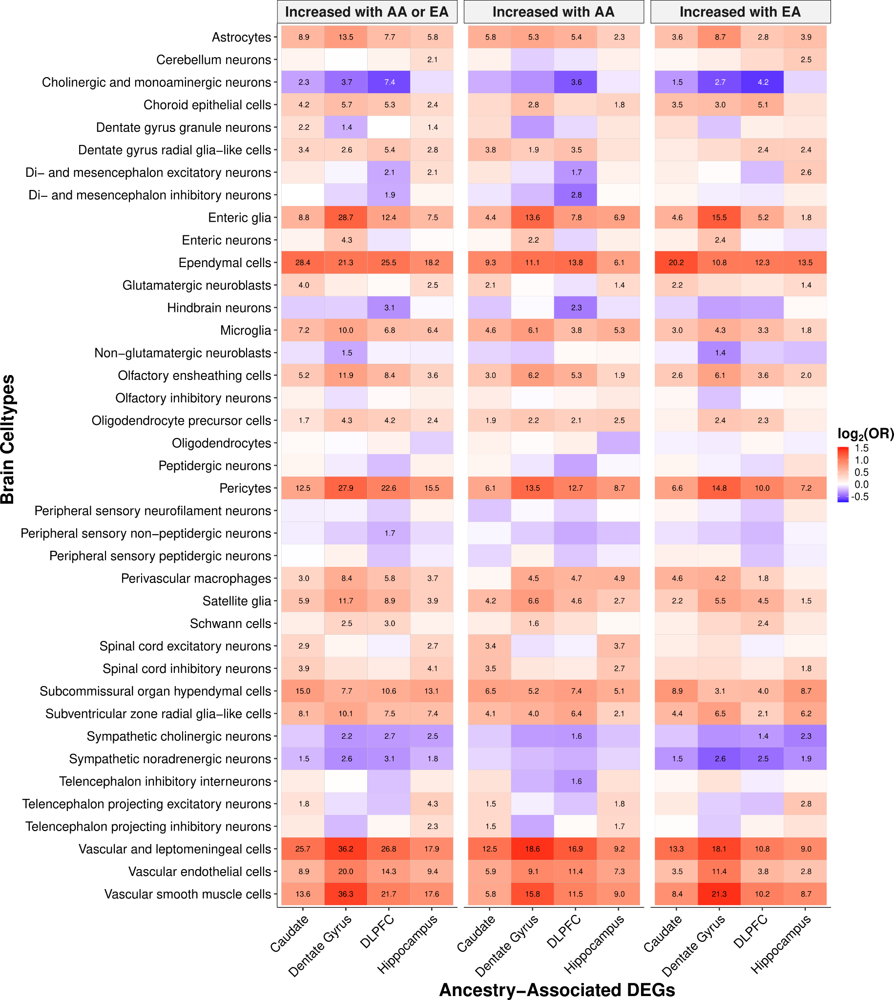 Increased with AA or EA Increased with AA Increased with EA
Astrocytes 8.9 13.5 7.7 5.8 5.8 5.3 5.4 2.3 3.6 8.7 2.8 3.9
Cerebellum neurons 2.1 2.5
Cholinergic and monoaminergic neurons 2.3 3.7 7.4 3.6 1.5 2.7 4.2
Choroid epithelial cells 4.2 5.7 5.3 2.4 2.8 1.8 3.5 3.0 5.1
Dentate gyrus granule neurons 2.2 1.4 1.4
Dentate gyrus radial glia−like cells 3.4 2.6 5.4 2.8 3.8 1.9 3.5 2.4 2.4
Di− and mesencephalon excitatory neurons 2.1 2.1 1.7 2.6
Di− and mesencephalon inhibitory neurons 1.9 2.8
Enteric glia 8.8 28.7 12.4 7.5 4.4 13.6 7.8 6.9 4.6 15.5 5.2 1.8
Enteric neurons 4.3 2.2 2.4
Ependymal cells 28.4 21.3 25.5 18.2 9.3 11.1 13.8 6.1 20.2 10.8 12.3 13.5
Glutamatergic neuroblasts 4.0 2.5 2.1 1.4 2.2 1.4
Hindbrain neurons 3.1 2.3
Microglia 7.2 10.0 6.8 6.4 4.6 6.1 3.8 5.3 3.0 4.3 3.3 1.8
Non−glutamatergic neuroblasts 1.5 1.4
Olfactory ensheathing cells 5.2 11.9 8.4 3.6 3.0 6.2 5.3 1.9 2.6 6.1 3.6 2.0
Olfactory inhibitory neurons
Oligodendrocyte precursor cells 1.7 4.3 4.2 2.4 1.9 2.2 2.1 2.5 2.4 2.3
Oligodendrocytes
Peptidergic neurons
Pericytes 12.5 27.9 22.6 15.5 6.1 13.5 12.7 8.7 6.6 14.8 10.0 7.2
Peripheral sensory neurofilament neurons
Peripheral sensory non−peptidergic neurons 1.7
Peripheral sensory peptidergic neurons
Perivascular macrophages 3.0 8.4 5.8 3.7 4.5 4.7 4.9 4.6 4.2 1.8
Satellite glia 5.9 11.7 8.9 3.9 4.2 6.6 4.6 2.7 2.2 5.5 4.5 1.5
Schwann cells 2.5 3.0 1.6 2.4
Spinal cord excitatory neurons 2.9 2.7 3.4 3.7
Spinal cord inhibitory neurons 3.9 4.1 3.5 2.7 1.8
Subcommissural organ hypendymal cells 15.0 7.7 10.6 13.1 6.5 5.2 7.4 5.1 8.9 3.1 4.0 8.7
Subventricular zone radial glia−like cells 8.1 10.1 7.5 7.4 4.1 4.0 6.4 2.1 4.4 6.5 2.1 6.2
Sympathetic cholinergic neurons 2.2 2.7 2.5 1.6 1.4 2.3
Sympathetic noradrenergic neurons 1.5 2.6 3.1 1.8 1.5 2.6 2.5 1.9
Telencephalon inhibitory interneurons 1.6
Telencephalon projecting excitatory neurons 1.8 4.3 1.5 1.8 2.8
Telencephalon projecting inhibitory neurons 2.3 1.5 1.7
Vascular and leptomeningeal cells 25.7 36.2 26.8 17.9 12.5 18.6 16.9 9.2 13.3 18.1 10.8 9.0
Vascular endothelial cells 8.9 20.0 14.3 9.4 5.9 9.1 11.4 7.3 3.5 11.4 3.8 2.8
Vascular smooth muscle cells 13.6 36.3 21.7 17.6 5.8 15.8 11.5 9.0 8.4 21.3 10.2 8.7
Caudate Dentate Gyrus DLPFC Hippocampus Caudate Dentate Gyrus DLPFC Hippocampus Caudate Dentate Gyrus DLPFC Hippocampus
Ancestry−Associated DEGs
Brain Celltypes
log₂(OR)
1.5
1.0
0.5
0.0
-0.5